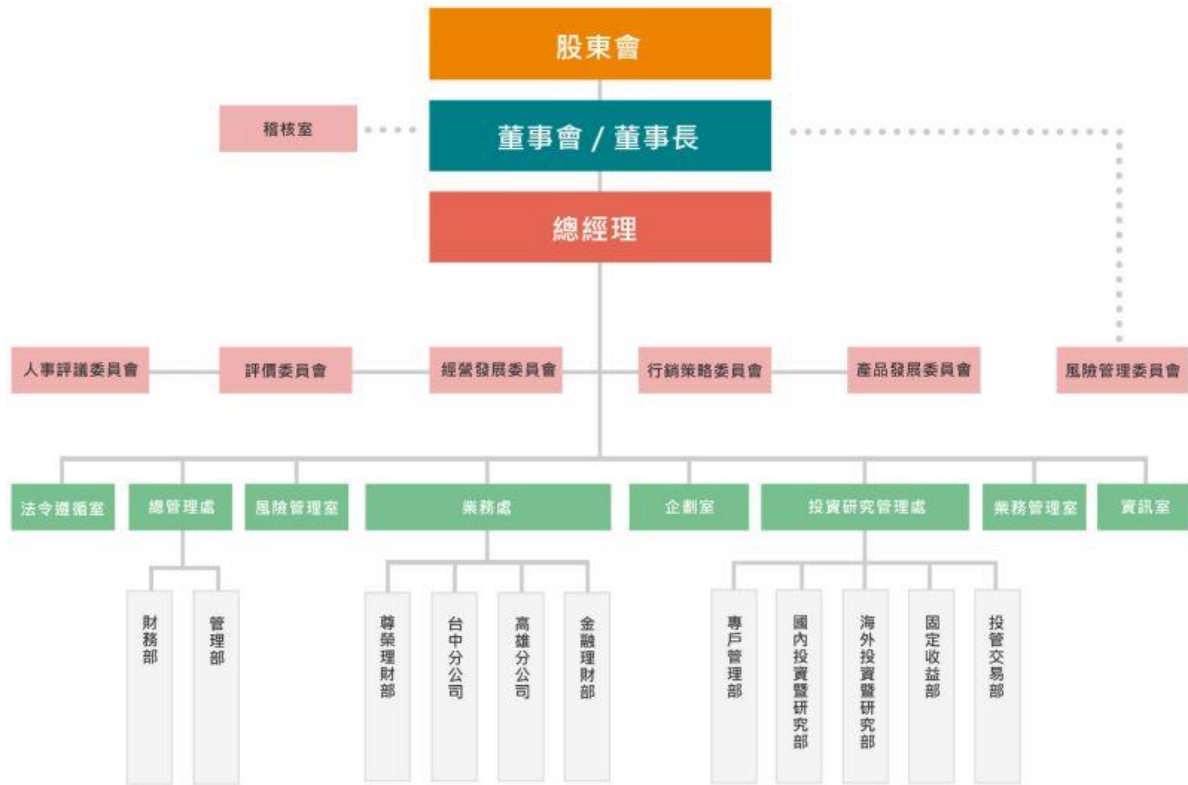 股東會
稽核室
董事會 / 董事長
總經理
人事評議委員會
評價委員會
經營發展委員會
行銷策略委員會
產品發展委員會
風險管理委員會
法令遵循室
總管理處
風險管理室
業務處
企劃室
投資研究管理處
業務管理室
資訊室
財務部
管理部
尊榮理財部
台中分公司
高雄分公司
金融理財部
專戶管理部
國內投資暨研究部
海外投資暨研究部
固定收益部
投管交易部